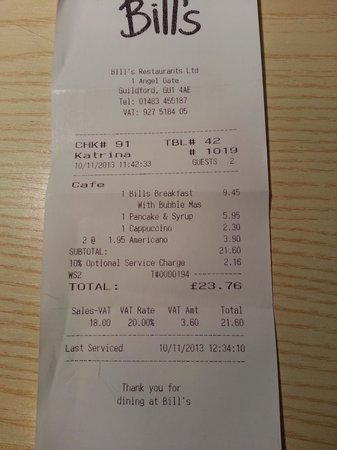 Bill's
Bill's Restaurants Ltd
1 Angel Gate
Guildford, GU1 4AE
Tel: 01483 455187
VAT: 927 5184 05
CHK# 91 TBL# 42
Katrina # 1019
10/11/2013 11:42:33 GUESTS 2
Cafe
1 Bills Breakfast 9.45
With Bubble Mas
1 Pancake & Syrup 5.95
1 Cappuccino 2.30
2 @ 1.95 Americano 3.90
SUBTOTAL: 21.60
10% Optional Service Charge 2.16
WS2 T#0000194
TOTAL: £23.76
Sales-VAT VAT Rate VAT Amt Total
18.00 20.00% 3.60 21.60
Last Serviced 10/11/2013 12:34:10
Thank you for
dining at Bill's